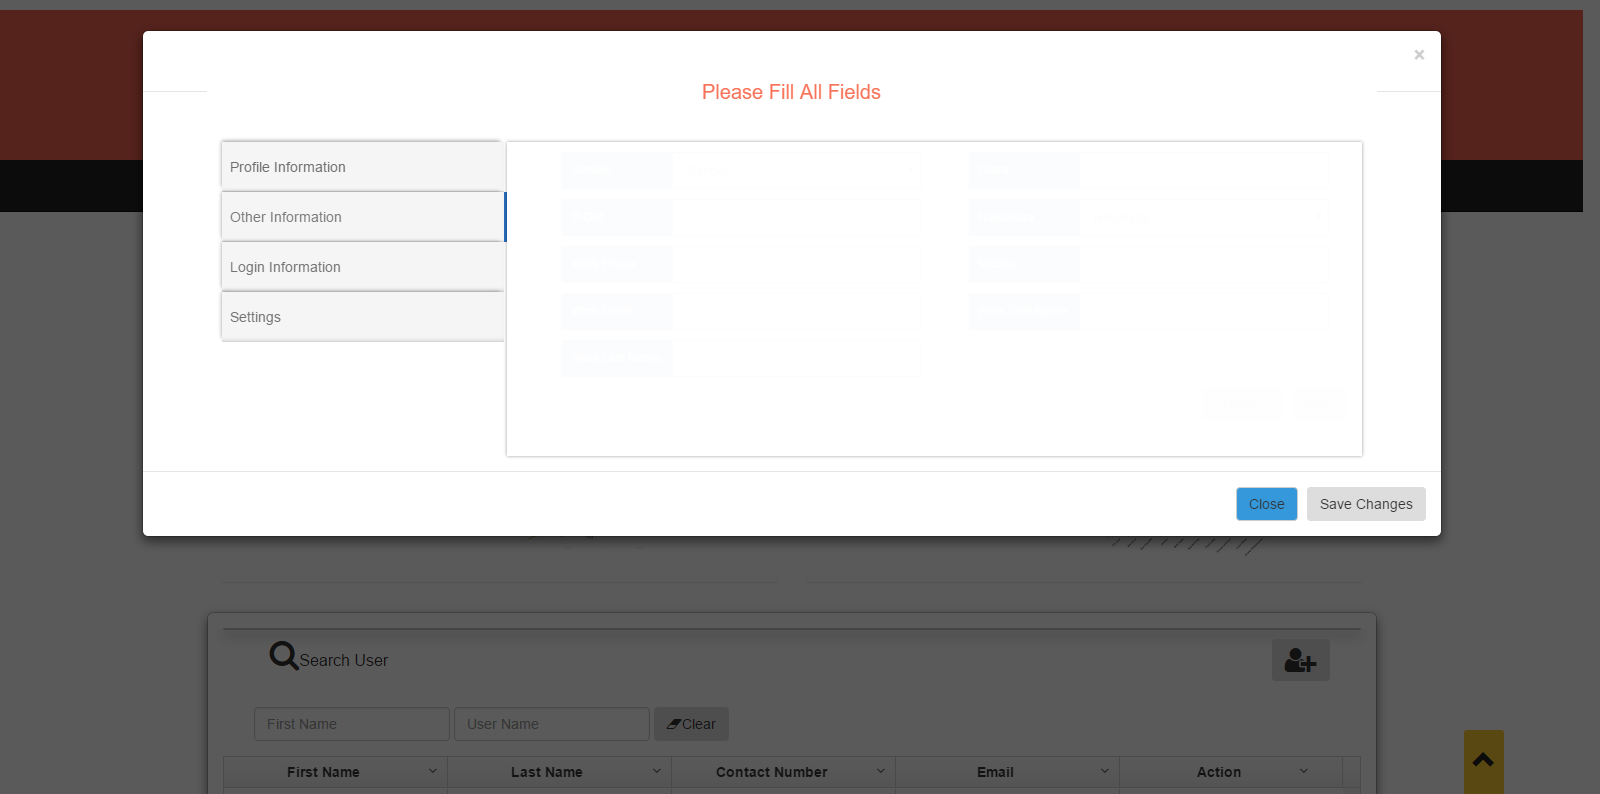 ×
Please Fill All Fields
Profile Information
Other Information
Login Information
Settings
Close
Save Changes
Search User
First Name
User Name
Clear
First Name
Last Name
Contact Number
Email
Action